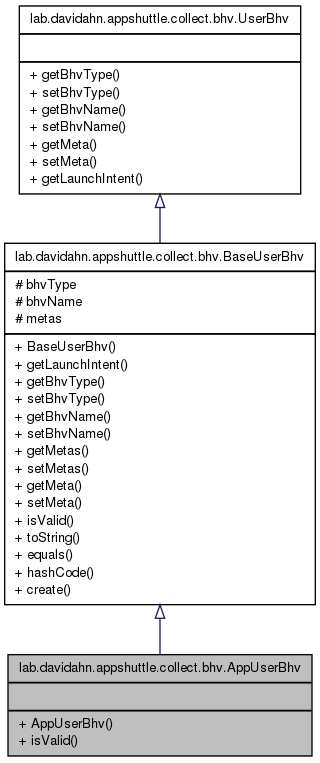 lab.davidahn.appshuttle.collect.bhv.UserBhv
+ getBhvType()
+ setBhvType()
+ getBhvName()
+ setBhvName()
+ getMeta()
+ setMeta()
+ getLaunchIntent()
lab.davidahn.appshuttle.collect.bhv.BaseUserBhv
# bhvType
# bhvName
# metas
+ BaseUserBhv()
+ getLaunchIntent()
+ getBhvType()
+ setBhvType()
+ getBhvName()
+ setBhvName()
+ getMetas()
+ setMetas()
+ getMeta()
+ setMeta()
+ isValid()
+ toString()
+ equals()
+ hashCode()
+ create()
lab.davidahn.appshuttle.collect.bhv.AppUserBhv
+ AppUserBhv()
+ isValid()